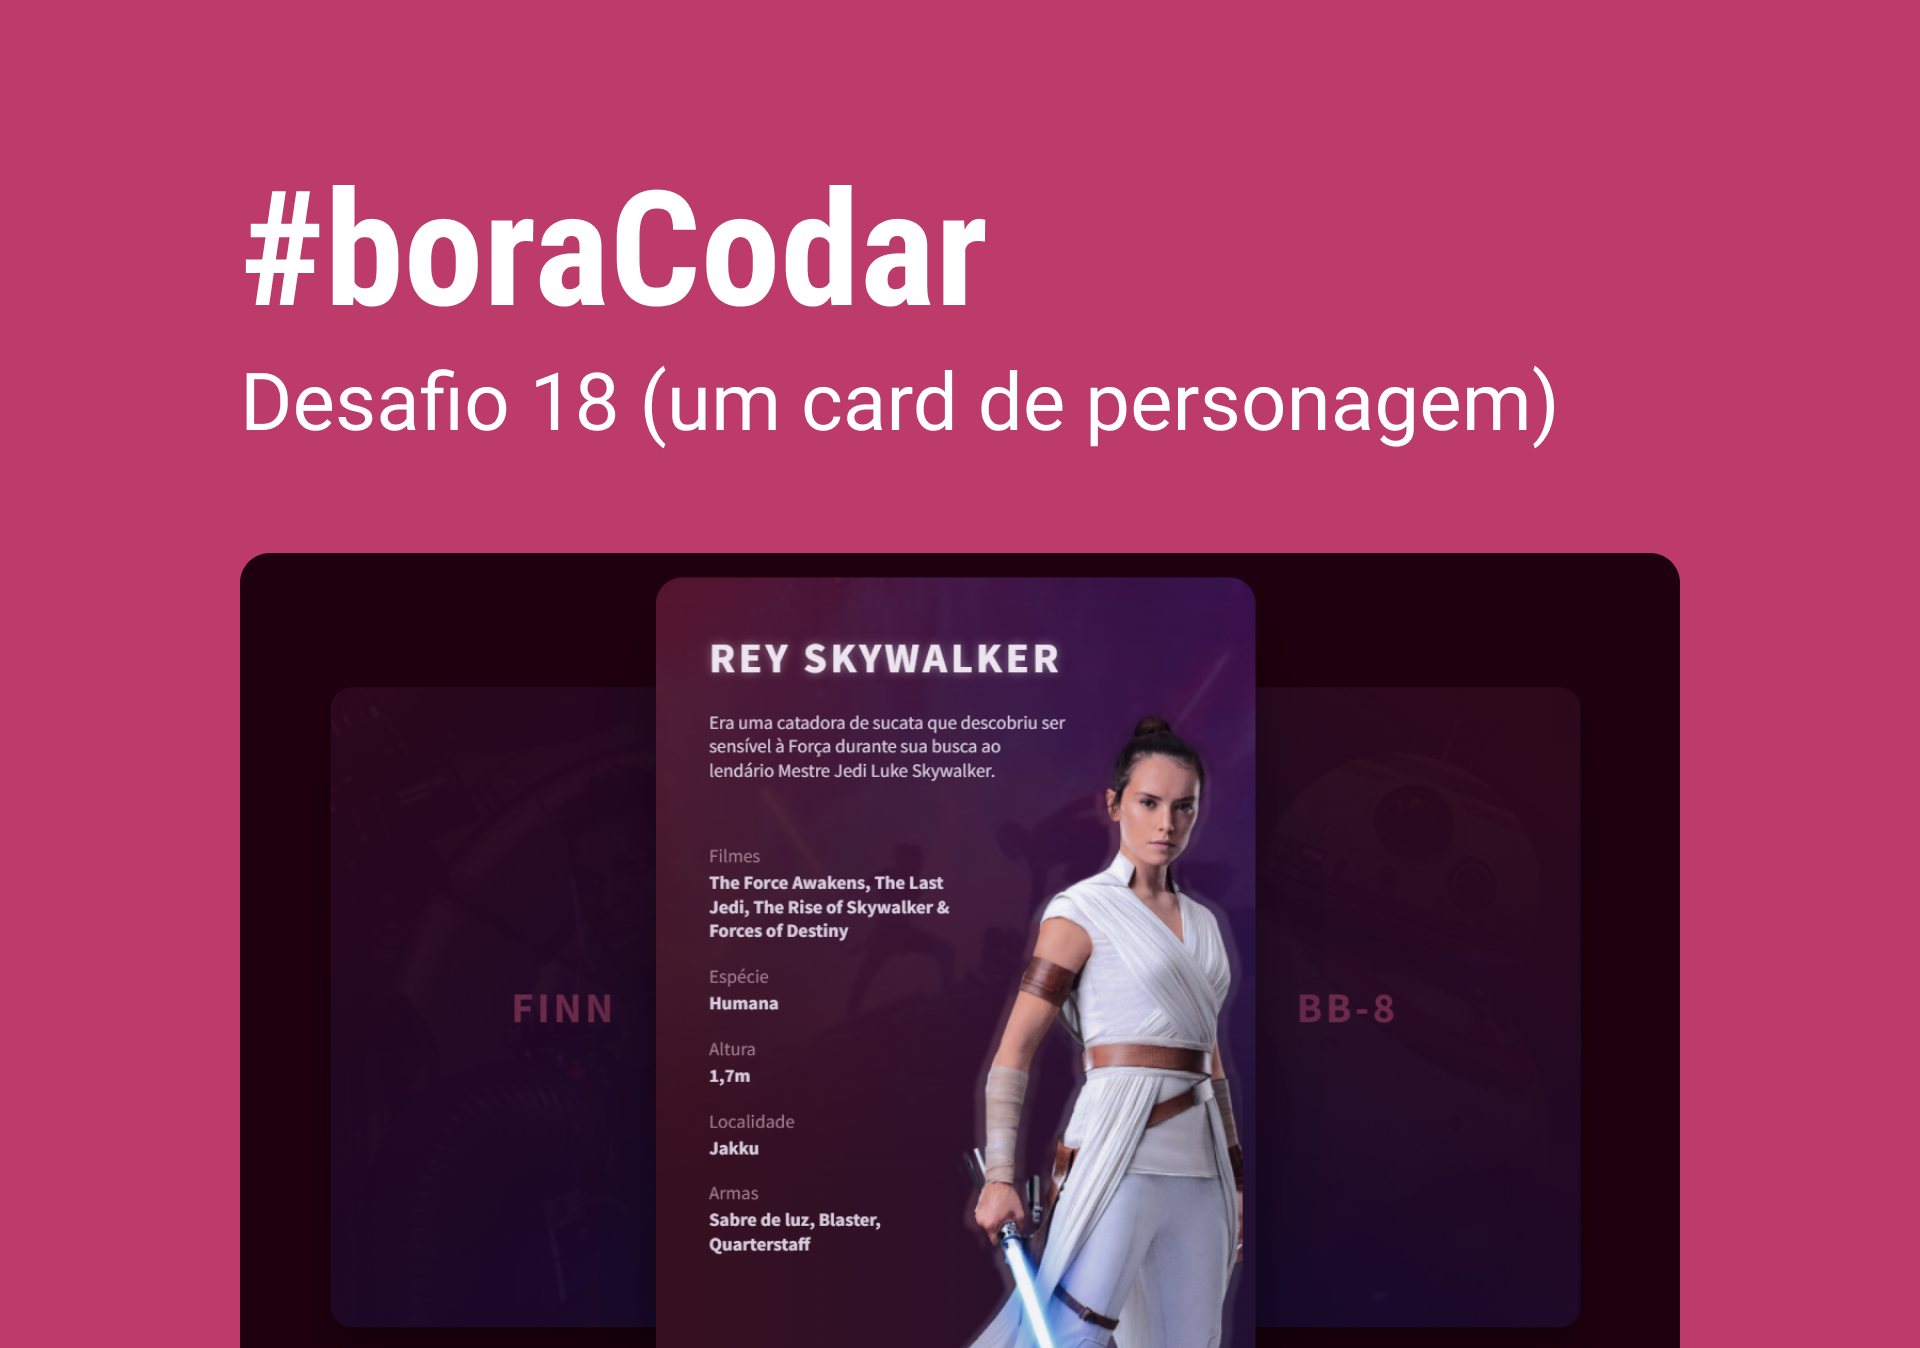 #boraCodar
Desafio 18 (um card de personagem)
REY SKYWALKER
Era uma catadora de sucata que descobriu ser
sensível à Força durante sua busca ao
lendário Mestre Jedi Luke Skywalker.
Filmes
The Force Awakens, The Last
Jedi, The Rise of Skywalker &
Forces of Destiny
Espécie
Humana
Altura
1,7m
Localidade
Jakku
Armas
Sabre de luz, Blaster,
Quarterstaff
FINN
BB-8